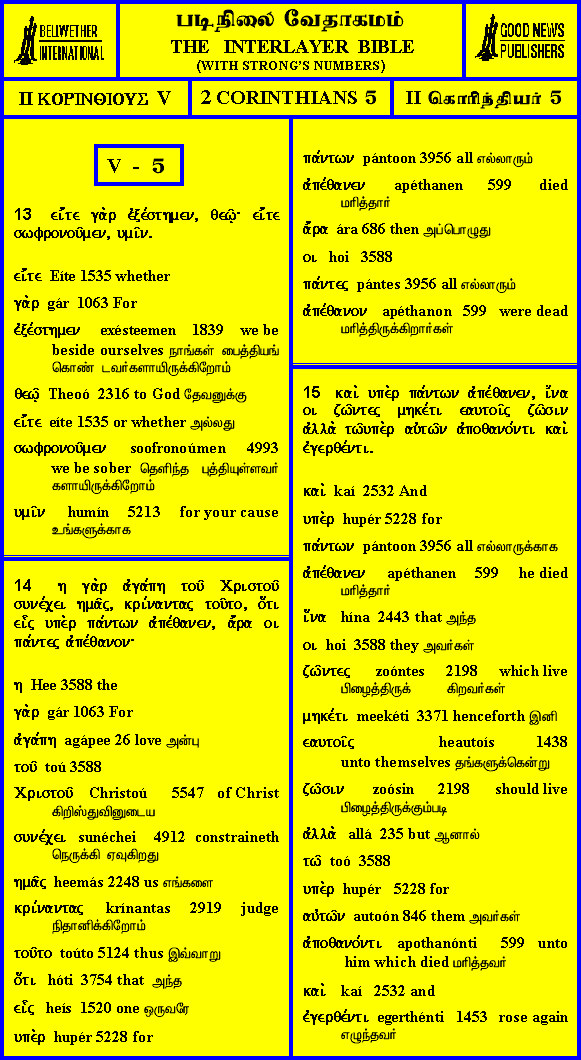 BELLWETHER
INTERNATIONAL
படிநிலை வேதாகமம்
THE INTERLAYER BIBLE
(WITH STRONG'S NUMBERS)
GOOD NEWS
PUBLISHERS
II ΚΟΡΙΝΘΙΟΥΣ V
2 CORINTHIANS 5
II கொரிந்தியர் 5
V - 5
13 εἴτε γὰρ ἐξέστημεν, θεῷ· εἴτε
σωφρονοῦμεν, υμῖν.
εἴτε Eíte 1535 whether
γὰρ gár 1063 For
ἐξέστημεν exésteemen 1839 we be
beside ourselves நாங்கள் பைத்தியங்
கொண் டவர்களாயிருக்கிறோம்
θεῷ Theoó 2316 to God தேவனுக்கு
εἴτε eíte 1535 or whether அல்லது
σωφρονοῦμεν soofronoúmen 4993
we be sober தெளிந்த புத்தியுள்ளவர்
களாயிருக்கிறோம்
υμῖν humín 5213 for your cause
உங்களுக்காக
14 η γὰρ ἀγάπη τοῦ Χριστοῦ
συνέχει ημᾶς, κρίναντας τοῦτο, ὅτι
εἷς υπὲρ πάντων ἀπέθανεν, ἄρα οι
πάντες ἀπέθανον·
η Hee 3588 the
γὰρ gár 1063 For
ἀγάπη agápee 26 love அன்பு
τοῦ toú 3588
Χριστοῦ Christoú 5547 of Christ
கிறிஸ்துவினுடைய
συνέχει sunéchei 4912 constraineth
நெருக்கி ஏவுகிறது
ημᾶς heemás 2248 us எங்களை
κρίναντας krínantas 2919 judge
நிதானிக்கிறோம்
τοῦτο toúto 5124 thus இவ்வாறு
ὅτι hóti 3754 that அந்த
εἷς heís 1520 one ஒருவரே
υπὲρ hupér 5228 for
πάντων pántoon 3956 all எல்லாரும்
ἀπέθανεν apéthanen 599 died
மரித்தார்
ἄρα ára 686 then அப்பொழுது
οι hoi 3588
πάντες pántes 3956 all எல்லாரும்
ἀπέθανον apéthanon 599 were dead
மரித்திருக்கிறார்கள்
15 καὶ υπὲρ πάντων ἀπέθανεν, ἵνα
οι ζῶντες μηκέτι εαυτοῖς ζῶσιν
ἀλλὰ τῶυπὲρ αὐτῶν ἀποθανόντι καὶ
ἐγερθέντι.
καὶ kaí 2532 And
υπὲρ hupér 5228 for
πάντων pántoon 3956 all எல்லாருக்காக
ἀπέθανεν apéthanen 599 he died
மரித்தார்
ἵνα hína 2443 that அந்த
οι hoi 3588 they அவர்கள்
ζῶντες zoóntes 2198 which live
பிழைத்திருக் கிறவர்கள்
μηκέτι meekéti 3371 henceforth இனி
εαυτοῖς heautoís 1438
unto themselves தங்களுக்கென்று
ζῶσιν zoósin 2198 should live
பிழைத்திருக்கும்படி
ἀλλὰ allá 235 but ஆனால்
τῶ toó 3588
υπὲρ hupér 5228 for
αὐτῶν autoón 846 them அவர்கள்
ἀποθανόντι apothanónti 599 unto
him which died மரித்தவர்
καὶ kaí 2532 and
ἐγερθέντι egerthénti 1453 rose again
எழுந்தவர்